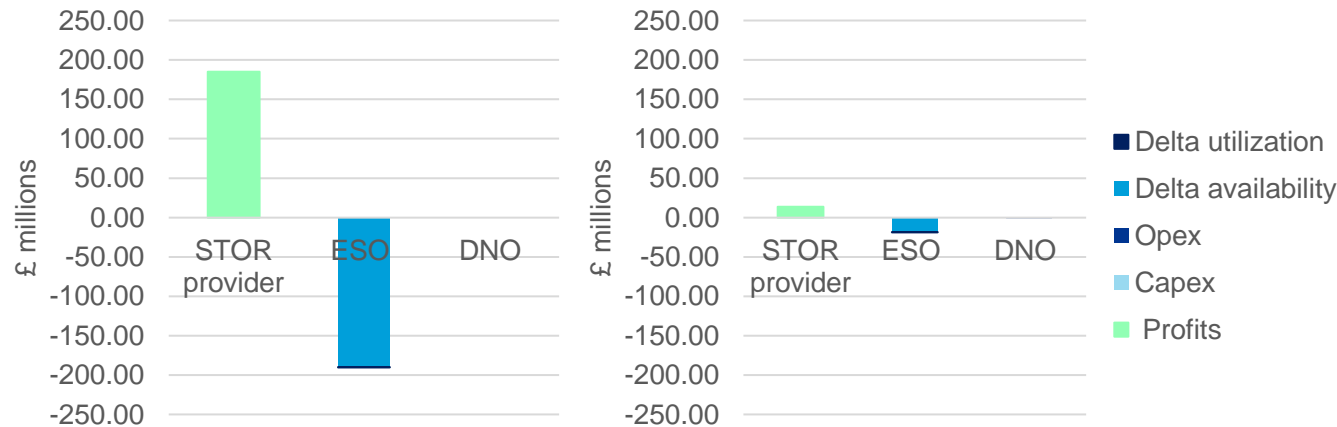 £ millions
250.00
200.00
150.00
100.00
50.00
0.00
-50.00
-100.00
-150.00
-200.00
-250.00
STOR
provider
ESO
DNO
£ millions
250.00
200.00
150.00
100.00
50.00
0.00
-50.00
-100.00
-150.00
-200.00
-250.00
STOR
provider
ESO
DNO
Delta utilization
Delta availability
Opex
Capex
Profits